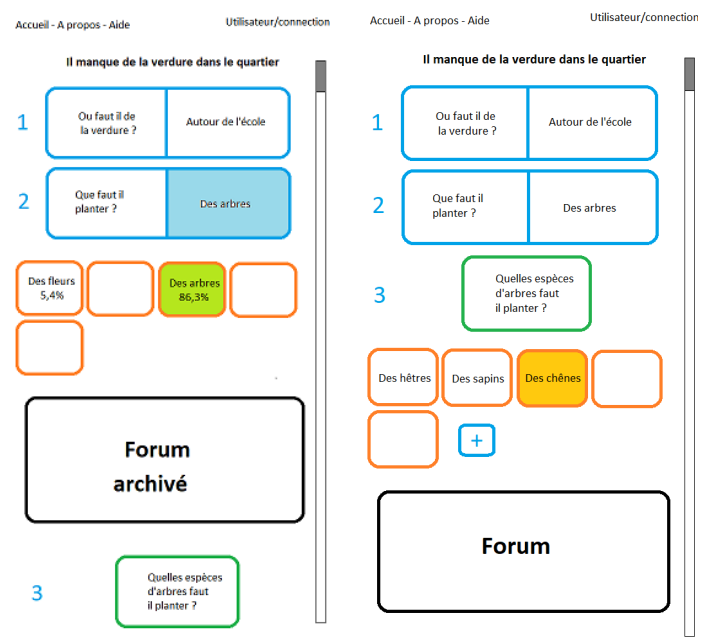 Accueil - A propos - Aide
Utilisateur/connection
Il manque de la verdure dans le quartier
1
Ou faut il de
la verdure ?
Autour de l'école
2
Que faut il
planter ?
Des arbres
Des fleurs
5,4%
Des arbres
86,3%
Forum
archivé
3
Quelles espèces
d'arbres faut
il planter ?
Accueil - A propos - Aide
Utilisateur/connection
Il manque de la verdure dans le quartier
1
Ou faut il de
la verdure ?
Autour de l'école
2
Que faut il
planter ?
Des arbres
3
Quelles espèces
d'arbres faut
il planter ?
Des hêtres
Des sapins
Des chênes
+
Forum